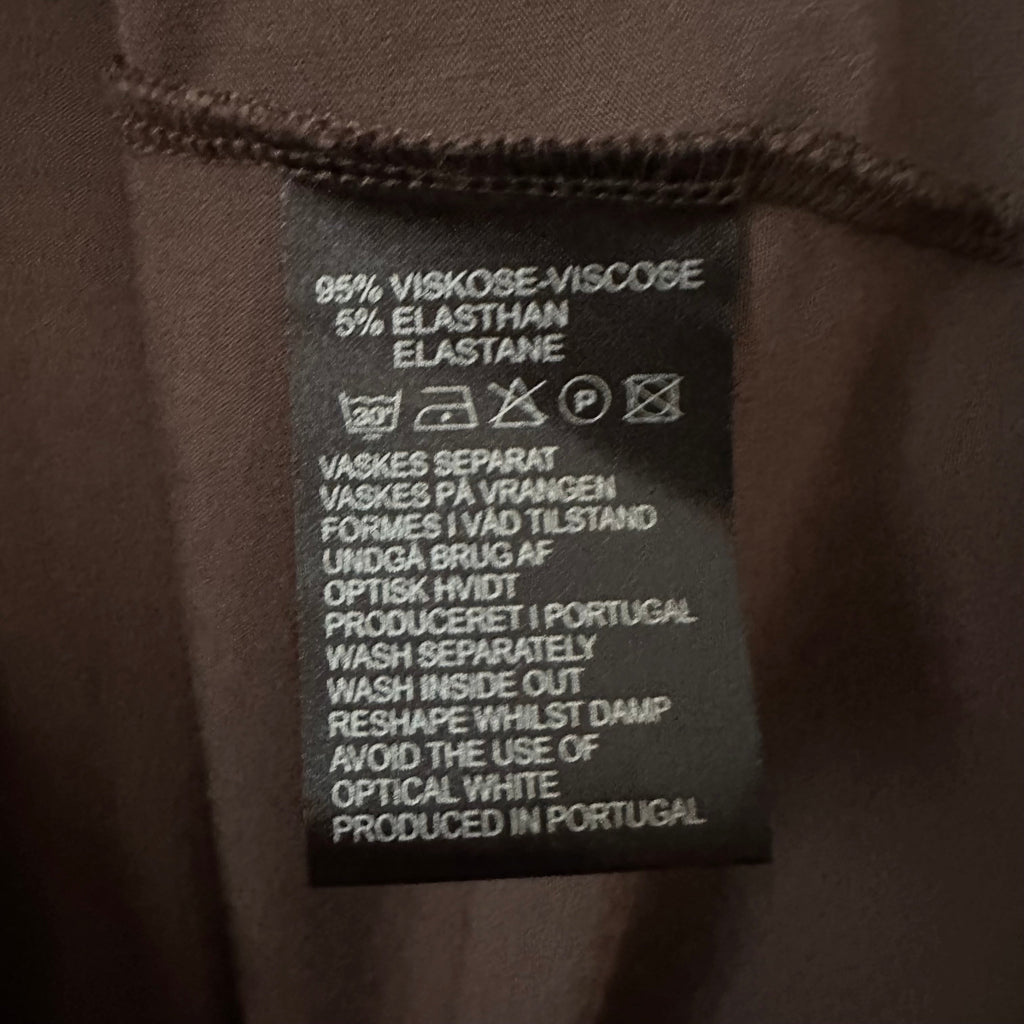 95% VISKOSE-VISCOSE
5% ELASTHAN
ELASTANE
30° P
VASKES SEPARAT
VASKES PÅ VRANGEN
FORMES I VÅD TILSTAND
UNDGÅ BRUG AF
OPTISK HVIDT
PRODUCERET I PORTUGAL
WASH SEPARATELY
WASH INSIDE OUT
RESHAPE WHILST DAMP
AVOID THE USE OF
OPTICAL WHITE
PRODUCED IN PORTUGAL